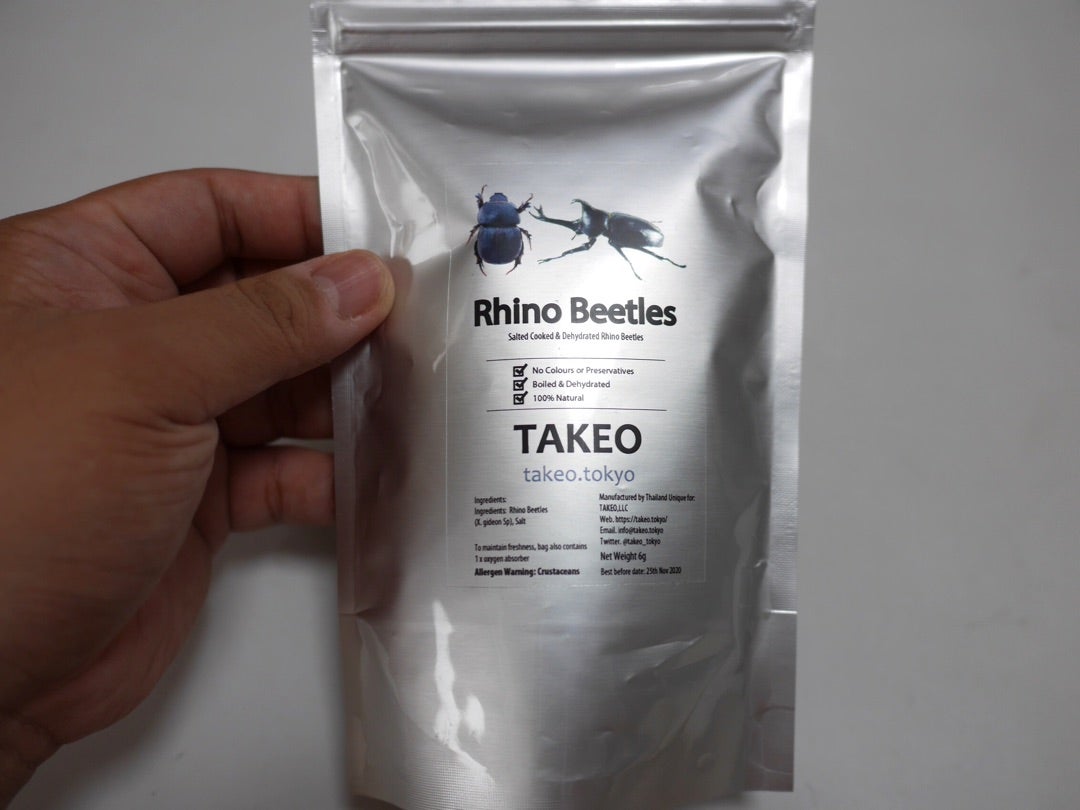 Rhino Beetles
Salted Cooked & Dehydrated Rhino Beetles
No Colours or Preservatives
Boiled & Dehydrated
100% Natural
TAKEO
takeo.tokyo
Ingredients:
Ingredients: Rhino Beetles
(X. gideon Sp), Salt
To maintain freshness, bag also contains
1 x oxygen absorber
Allergen Warning: Crustaceans
Manufactured by Thailand Unique for:
TAKEO,LLC
Web. https://takeo.tokyo/
Email. info@takeo.tokyo
Twitter. @takeo_tokyo
Net Weight 6g
Best before date: 25th Nov 2020